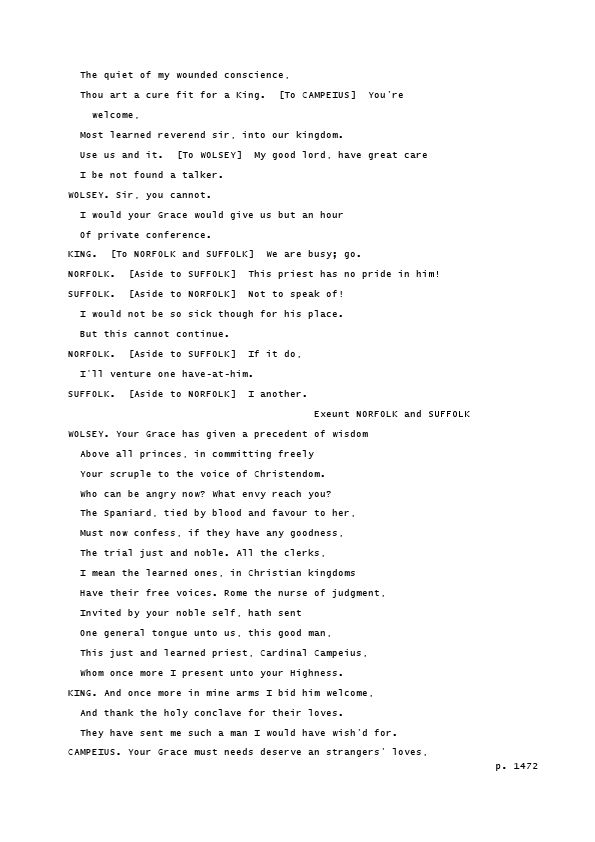 The quiet of my wounded conscience,
Thou art a cure fit for a King.  [To CAMPEIUS]  You're
welcome,
Most learned reverend sir, into our kingdom.
Use us and it.  [To WOLSEY]  My good lord, have great care
I be not found a talker.
WOLSEY. Sir, you cannot.
I would your Grace would give us but an hour
Of private conference.
KING.  [To NORFOLK and SUFFOLK]  We are busy; go.
NORFOLK.  [Aside to SUFFOLK]  This priest has no pride in him!
SUFFOLK.  [Aside to NORFOLK]  Not to speak of!
I would not be so sick though for his place.
But this cannot continue.
NORFOLK.  [Aside to SUFFOLK]  If it do,
I'll venture one have-at-him.
SUFFOLK.  [Aside to NORFOLK]  I another.
Exeunt NORFOLK and SUFFOLK
WOLSEY. Your Grace has given a precedent of wisdom
Above all princes, in committing freely
Your scruple to the voice of Christendom.
Who can be angry now? What envy reach you?
The Spaniard, tied by blood and favour to her,
Must now confess, if they have any goodness,
The trial just and noble. All the clerks,
I mean the learned ones, in Christian kingdoms
Have their free voices. Rome the nurse of judgment,
Invited by your noble self, hath sent
One general tongue unto us, this good man,
This just and learned priest, Cardinal Campeius,
Whom once more I present unto your Highness.
KING. And once more in mine arms I bid him welcome,
And thank the holy conclave for their loves.
They have sent me such a man I would have wish'd for.
CAMPEIUS. Your Grace must needs deserve an strangers' loves,
p. 1472